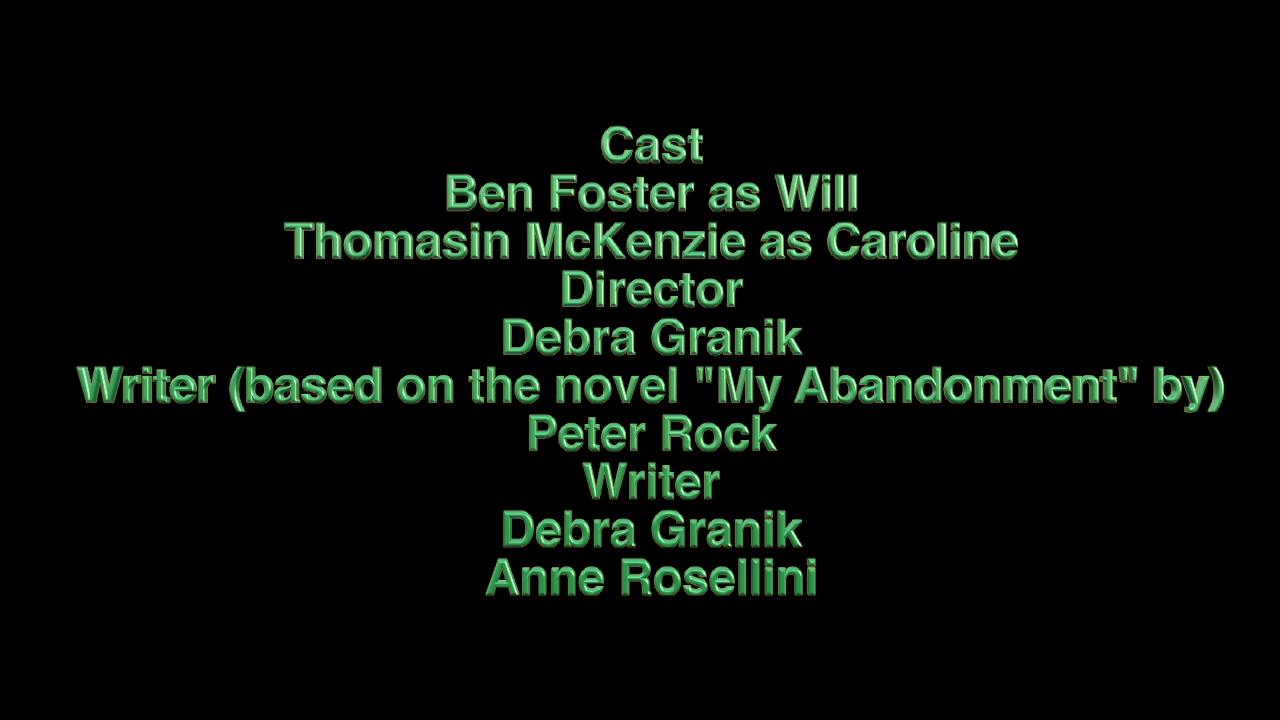 Cast
Ben Foster as Will
Thomasin McKenzie as Caroline
Director
Debra Granik
Writer (based on the novel "My Abandonment" by)
Peter Rock
Writer
Debra Granik
Anne Rosellini